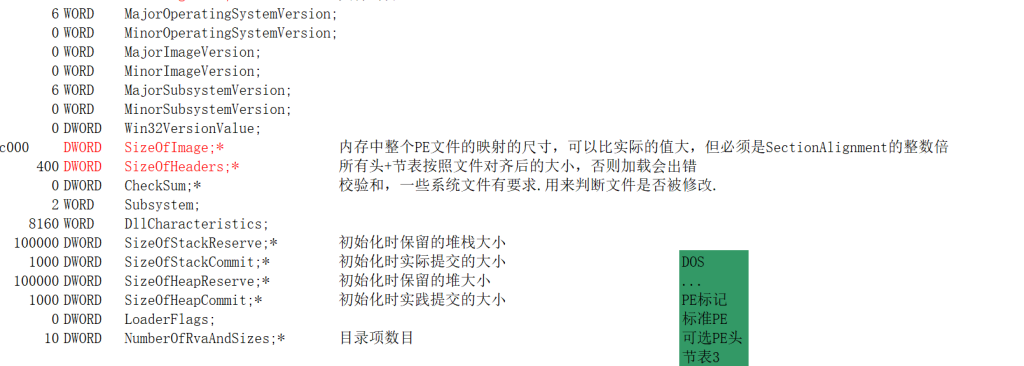 6 WORD MajorOperatingSystemVersion;
0 WORD MinorOperatingSystemVersion;
0 WORD MajorImageVersion;
0 WORD MinorImageVersion;
6 WORD MajorSubsystemVersion;
0 WORD MinorSubsystemVersion;
0 DWORD Win32VersionValue;
c000 DWORD SizeOfImage;* 内存中整个PE文件的映射的尺寸，可以比实际的值大，但必须是SectionAlignment的整数倍
400 DWORD SizeOfHeaders;* 所有头+节表按照文件对齐后的大小，否则加载会出错
0 DWORD CheckSum;* 校验和，一些系统文件有要求.用来判断文件是否被修改.
2 WORD Subsystem;
8160 WORD DllCharacteristics;
100000 DWORD SizeOfStackReserve;* 初始化时保留的堆栈大小
1000 DWORD SizeOfStackCommit;* 初始化时实际提交的大小
100000 DWORD SizeOfHeapReserve;* 初始化时保留的堆大小
1000 DWORD SizeOfHeapCommit;* 初始化时实践提交的大小
0 DWORD LoaderFlags;
10 DWORD NumberOfRvaAndSizes;* 目录项数目
DOS
...
PE标记
标准PE
可选PE头
节表3